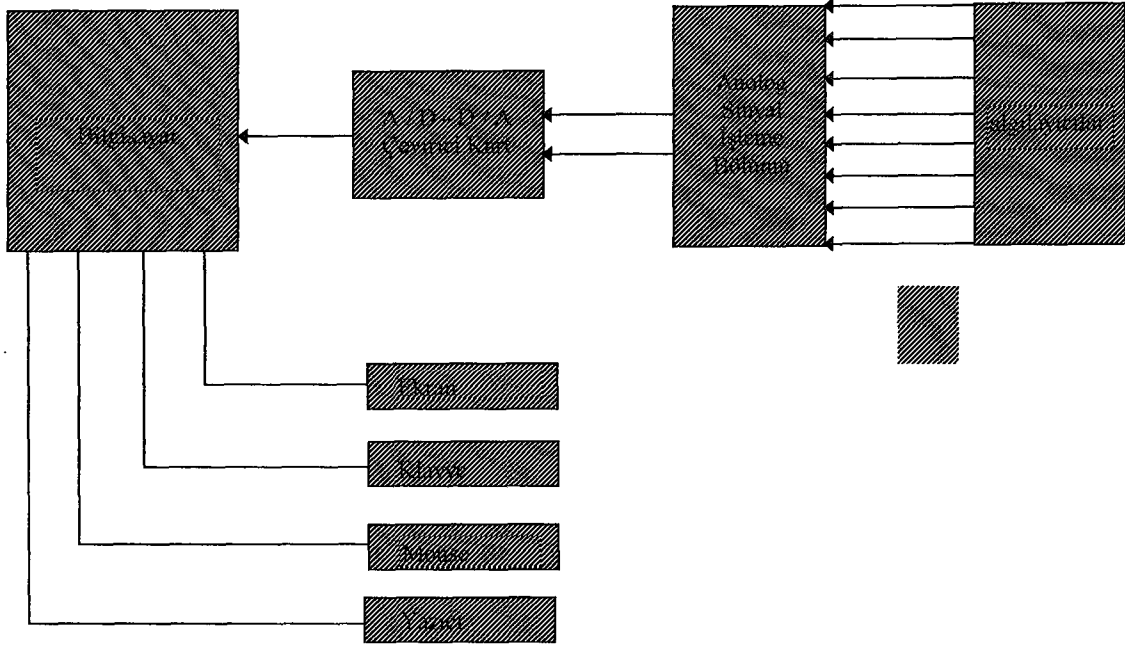 Bilgisayar
A / D - D / A
Çevirici Kart
Analog
Sinyal
İşleme
Bölümü
algılayıcılar
Ekran
Klavye
Mouse
Yazıcı